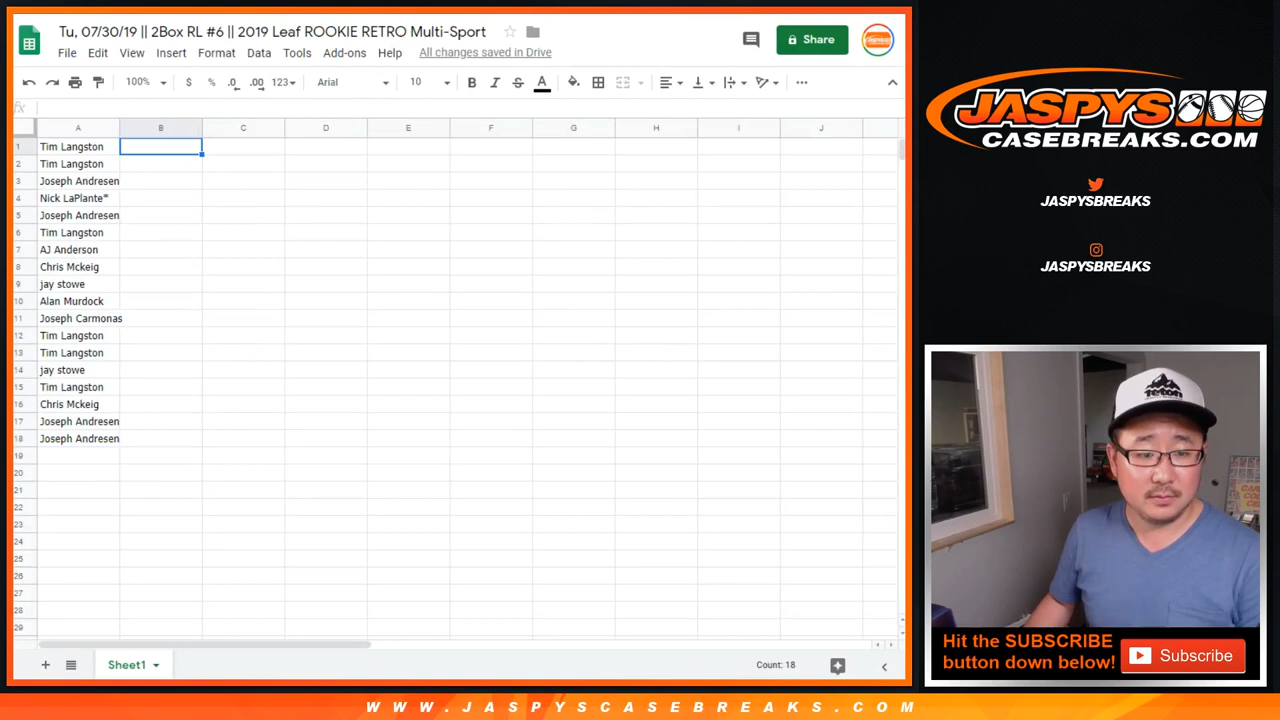 Tu, 07/30/19 || 2Box RL #6 || 2019 Leaf ROOKIE RETRO Multi-Sport
File Edit View Insert Format Data Tools Add-ons Help All changes saved in Drive
Share
100% $ % .0 .00 123 Arial 10 B I S A
fx
A B C D E F G H I J
1 Tim Langston
2 Tim Langston
3 Joseph Andresen
4 Nick LaPlante*
5 Joseph Andresen
6 Tim Langston
7 AJ Anderson
8 Chris Mckeig
9 jay stowe
10 Alan Murdock
11 Joseph Carmonas
12 Tim Langston
13 Tim Langston
14 jay stowe
15 Tim Langston
16 Chris Mckeig
17 Joseph Andresen
18 Joseph Andresen
19
20
21
22
23
24
25
26
27
28
29
Sheet1
Count: 18
JASPYS
CASEBREAKS.COM
JASPYSBREAKS
JASPYSBREAKS
Hit the SUBSCRIBE
button down below!
Subscribe
WWW.JASPYSCASEBREAKS.COM